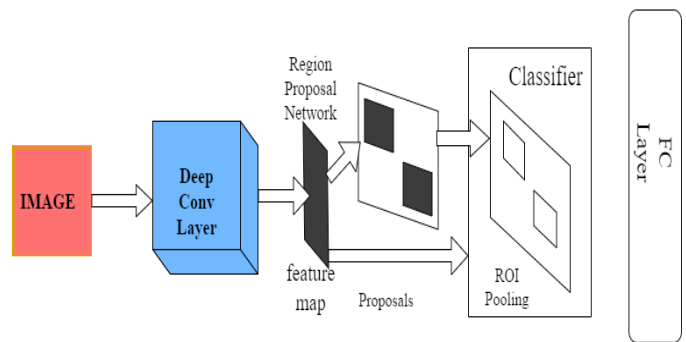 IMAGE
Deep
Conv
Layer
Region
Proposal
Network
feature
map
Proposals
Classifier
ROI
Pooling
FC
Layer